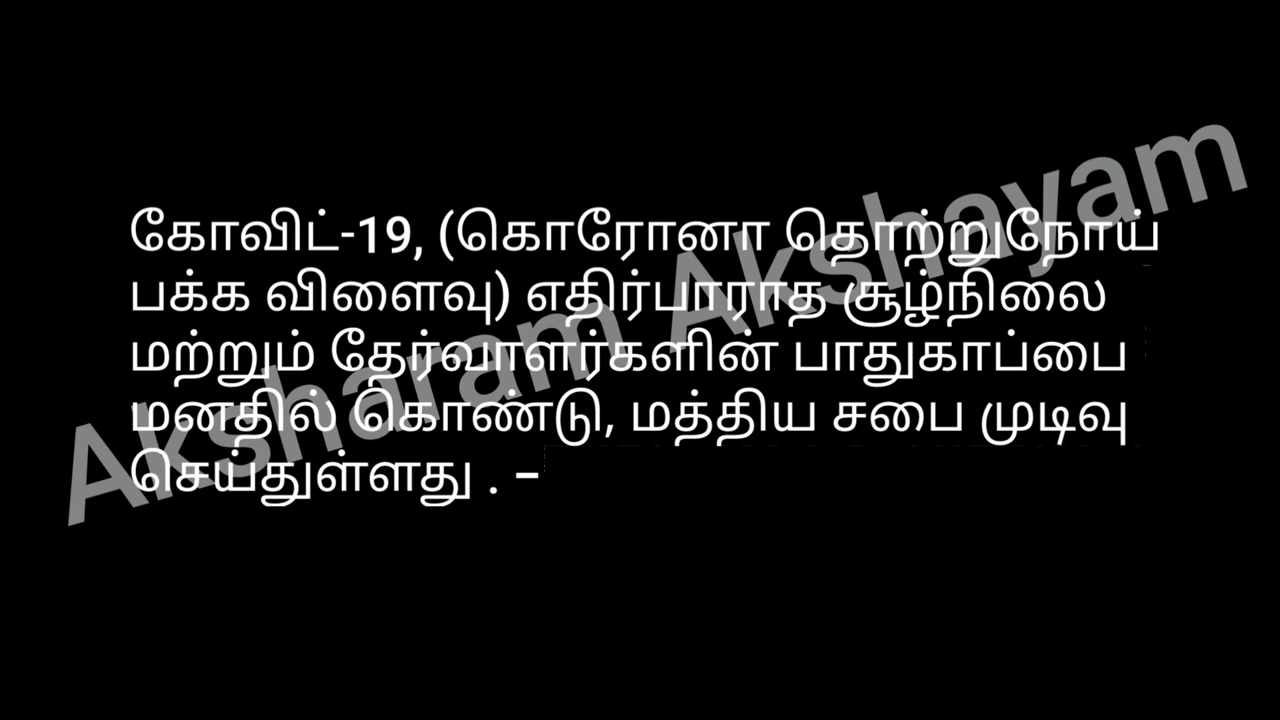 கோவிட்-19, (கொரோனா தொற்றுநோய்
பக்க விளைவு) எதிர்பாராத சூழ்நிலை
மற்றும் தேர்வாளர்களின் பாதுகாப்பை
மனதில் கொண்டு, மத்திய சபை முடிவு
செய்துள்ளது . –
Aksharam Akshayam